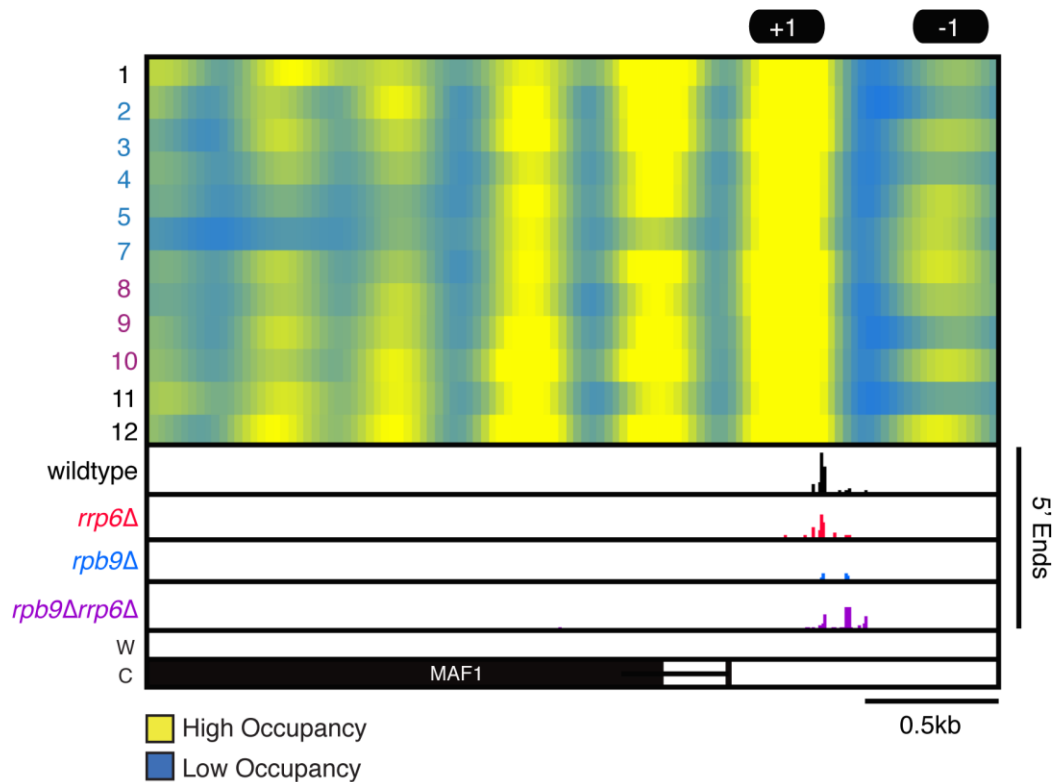 +1 -1
1
2
3
4
5
7
8
9
10
11
12
wildtype
rrp6Δ
rpb9Δ
rpb9Δrrp6Δ
5' Ends
W
C MAF1
0.5kb
High Occupancy
Low Occupancy